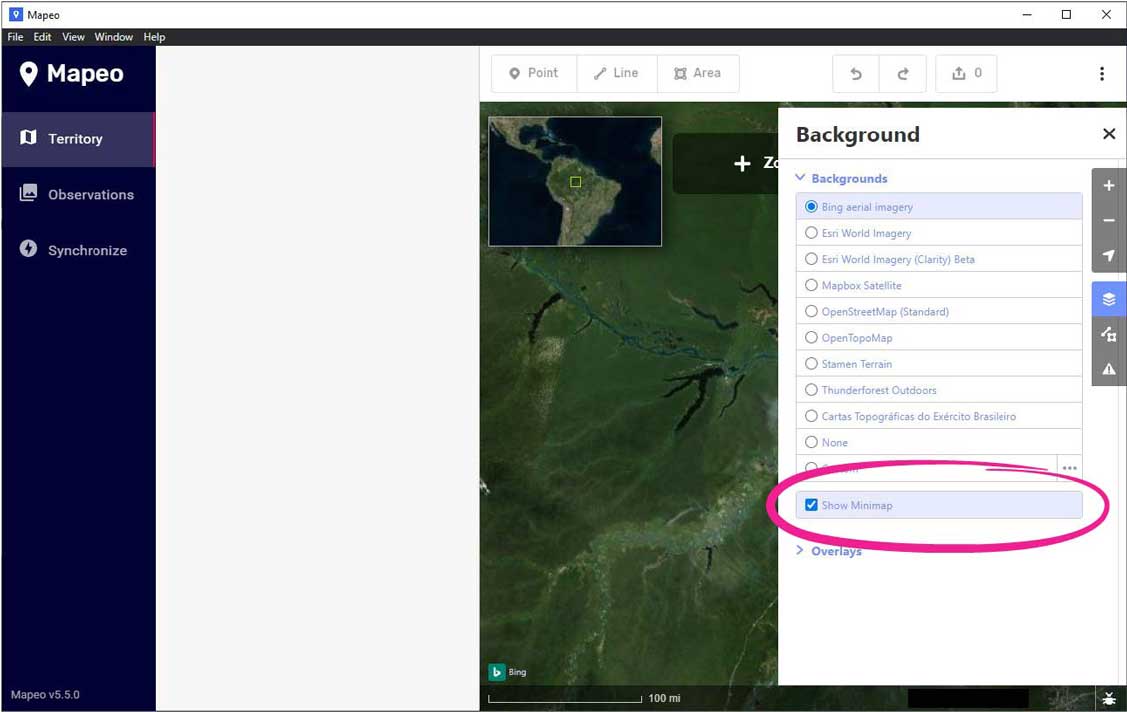 Mapeo
File Edit View Window Help
Mapeo
Territory
Observations
Synchronize
Mapeo v5.5.0
Point
Line
Area
0
Background
Backgrounds
Bing aerial imagery
Esri World Imagery
Esri World Imagery (Clarity) Beta
Mapbox Satellite
OpenStreetMap (Standard)
OpenTopoMap
Stamen Terrain
Thunderforest Outdoors
Cartas Topográficas do Exército Brasileiro
None
Show Minimap
Overlays
Bing
100 mi